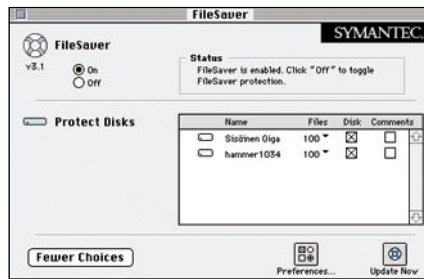 FileSaver
SYMANTEC.
FileSaver
v3.1
On
Off
Status
FileSaver is enabled. Click "Off" to toggle
FileSaver protection.
Protect Disks
Name Files Disk Comments
Sisäinen Giga 100
hammer1034 100
Fewer Choices
Preferences...
Update Now